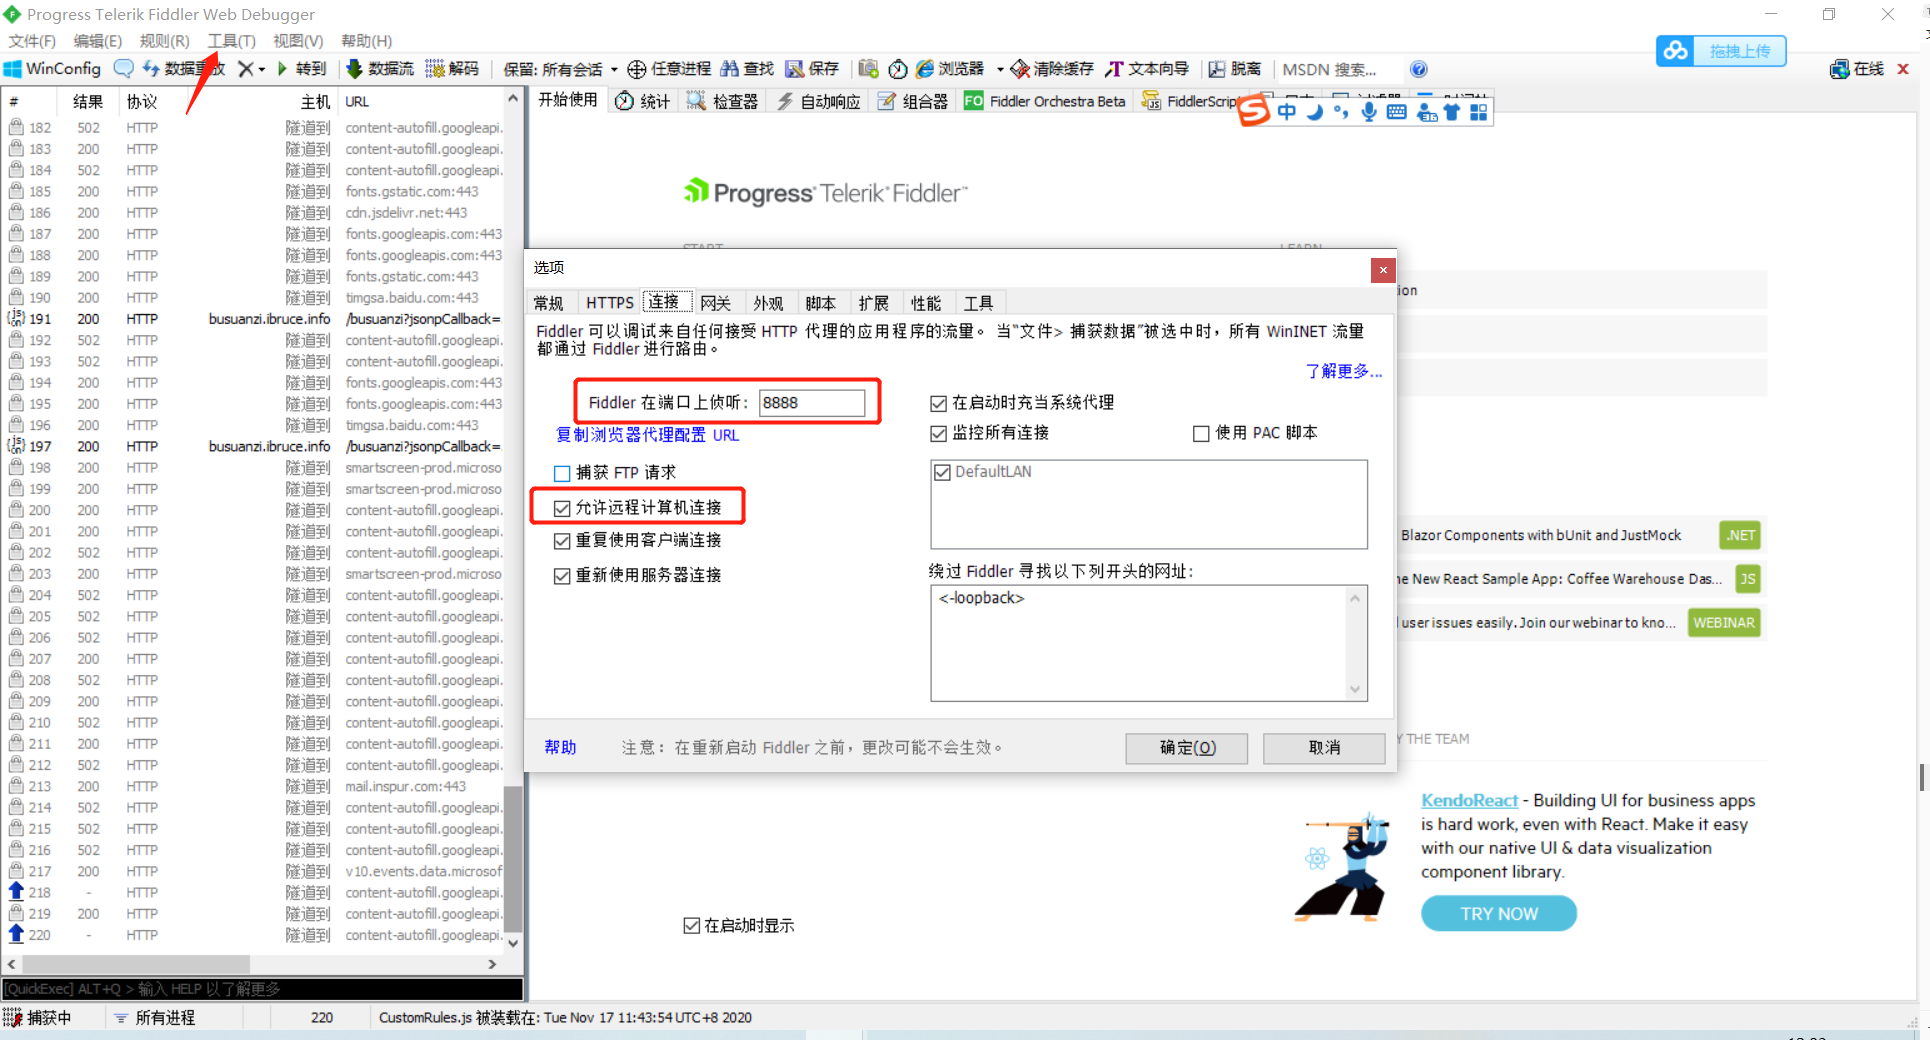 Progress Telerik Fiddler Web Debugger
文件(F) 编辑(E) 规则(R) 工具(T) 视图(V) 帮助(H)
拖拽上传
WinConfig 数据重放 转到 数据流 解码 保留: 所有会话 任意进程 查找 保存 浏览器 清除缓存 文本向导 脱离 MSDN 搜索... 在线
# 结果 协议 主机 URL
开始使用 统计 检查器 自动响应 组合器 FO Fiddler Orchestra Beta FiddlerScript
中
182 502 HTTP 隧道到 content-autofill.googleapi.
183 200 HTTP 隧道到 content-autofill.googleapi.
184 502 HTTP 隧道到 content-autofill.googleapi.
185 200 HTTP 隧道到 fonts.gstatic.com:443
186 200 HTTP 隧道到 cdn.jsdelivr.net:443
187 200 HTTP 隧道到 fonts.googleapis.com:443
188 200 HTTP 隧道到 fonts.googleapis.com:443
189 200 HTTP 隧道到 fonts.gstatic.com:443
190 200 HTTP 隧道到 timgsa.baidu.com:443
191 200 HTTP busuanzi.ibruce.info /busuanzi?jsonpCallback=
192 502 HTTP 隧道到 content-autofill.googleapi.
193 502 HTTP 隧道到 content-autofill.googleapi.
194 200 HTTP 隧道到 fonts.googleapis.com:443
195 200 HTTP 隧道到 fonts.googleapis.com:443
196 200 HTTP 隧道到 timgsa.baidu.com:443
197 200 HTTP busuanzi.ibruce.info /busuanzi?jsonpCallback=
198 200 HTTP 隧道到 smartscreen-prod.microso
199 200 HTTP 隧道到 smartscreen-prod.microso
200 200 HTTP 隧道到 content-autofill.googleapi.
201 200 HTTP 隧道到 content-autofill.googleapi.
202 502 HTTP 隧道到 content-autofill.googleapi.
203 200 HTTP 隧道到 smartscreen-prod.microso
204 502 HTTP 隧道到 content-autofill.googleapi.
205 502 HTTP 隧道到 content-autofill.googleapi.
206 502 HTTP 隧道到 content-autofill.googleapi.
207 200 HTTP 隧道到 content-autofill.googleapi.
208 502 HTTP 隧道到 content-autofill.googleapi.
209 200 HTTP 隧道到 content-autofill.googleapi.
210 502 HTTP 隧道到 content-autofill.googleapi.
211 200 HTTP 隧道到 content-autofill.googleapi.
212 502 HTTP 隧道到 content-autofill.googleapi.
213 200 HTTP 隧道到 mail.inspur.com:443
214 502 HTTP 隧道到 content-autofill.googleapi.
215 502 HTTP 隧道到 content-autofill.googleapi.
216 502 HTTP 隧道到 content-autofill.googleapi.
217 200 HTTP 隧道到 v10.events.data.microsof
218 - HTTP 隧道到 content-autofill.googleapi.
219 200 HTTP 隧道到 content-autofill.googleapi.
220 - HTTP 隧道到 content-autofill.googleapi.
[QuickExec] ALT+Q > 输入 HELP 以了解更多
捕获中 所有进程 220 CustomRules.js 被装载在: Tue Nov 17 11:43:54 UTC+8 2020
Progress Telerik Fiddler
选项
常规 HTTPS 连接 网关 外观 脚本 扩展 性能 工具
Fiddler 可以调试来自任何接受 HTTP 代理的应用程序的流量。 当“文件> 捕获数据”被选中时，所有 WinINET 流量
都通过 Fiddler 进行路由。
了解更多...
Fiddler 在端口上侦听: 8888
复制浏览器代理配置 URL
捕获 FTP 请求
允许远程计算机连接
重复使用客户端连接
重新使用服务器连接
在启动时充当系统代理
监控所有连接 使用 PAC 脚本
DefaultLAN
绕过 Fiddler 寻找以下列开头的网址:
<-loopback>
帮助 注意：在重新启动 Fiddler 之前，更改可能不会生效。 确定(O) 取消
Blazor Components with bUnit and JustMock .NET
New React Sample App: Coffee Warehouse Das... JS
user issues easily. Join our webinar to kno... WEBINAR
THE TEAM
KendoReact - Building UI for business apps
is hard work, even with React. Make it easy
with our native UI & data visualization
component library.
TRY NOW
在启动时显示